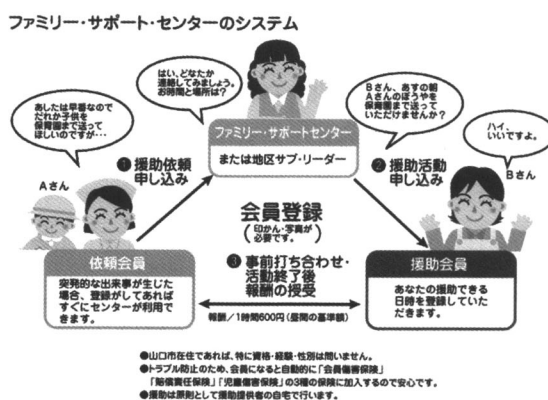 ファミリー・サポート・センターのシステム
はい、どなたか
連絡してみましょう。
お時間と場所は?
Bさん、あすの朝
Aさんのぼうやを
保育園まで送って
いただけませんか?
あしたは早番なので
だれか子供を
保育園まで送って
ほしいのですが…
ハイ、
いいですよ。
Aさん
Bさん
ファミリー・サポートセンター
または地区サブ・リーダー
❶ 援助依頼
申し込み
❷ 援助活動
申し込み
会員登録
(印かん・写真が
必要です。)
依頼会員
突発的な出来事が生じた
場合、登録がしてあれば
すぐにセンターが利用で
きます。
❸ 事前打ち合わせ・
活動終了後
報酬の授受
報酬/1時間600円(昼間の基準額)
援助会員
あなたの援助できる
日時を登録していた
だきます。
●山口市在住であれば、特に資格・経験・性別は問いません。
●トラブル防止のため、会員になると自動的に「会員傷害保険」
「賠償責任保険」「児童傷害保険」の3種の保険に加入するので安心です。
●援助は原則として援助提供者の自宅で行います。